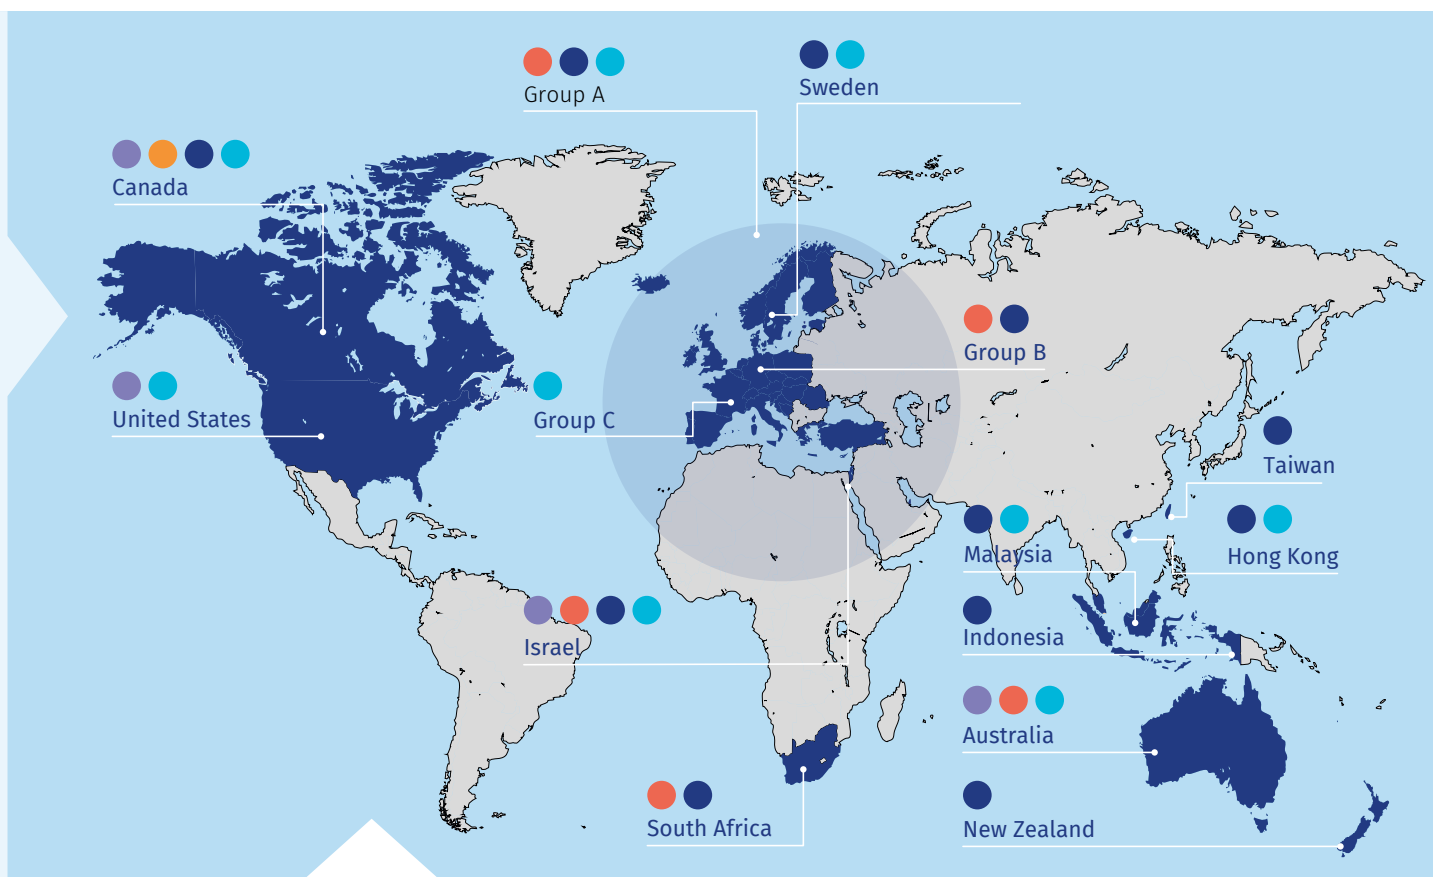 Group A
Sweden
Canada
Group B
United States
Group C
Taiwan
Malaysia
Hong Kong
Israel
Indonesia
Australia
South Africa
New Zealand